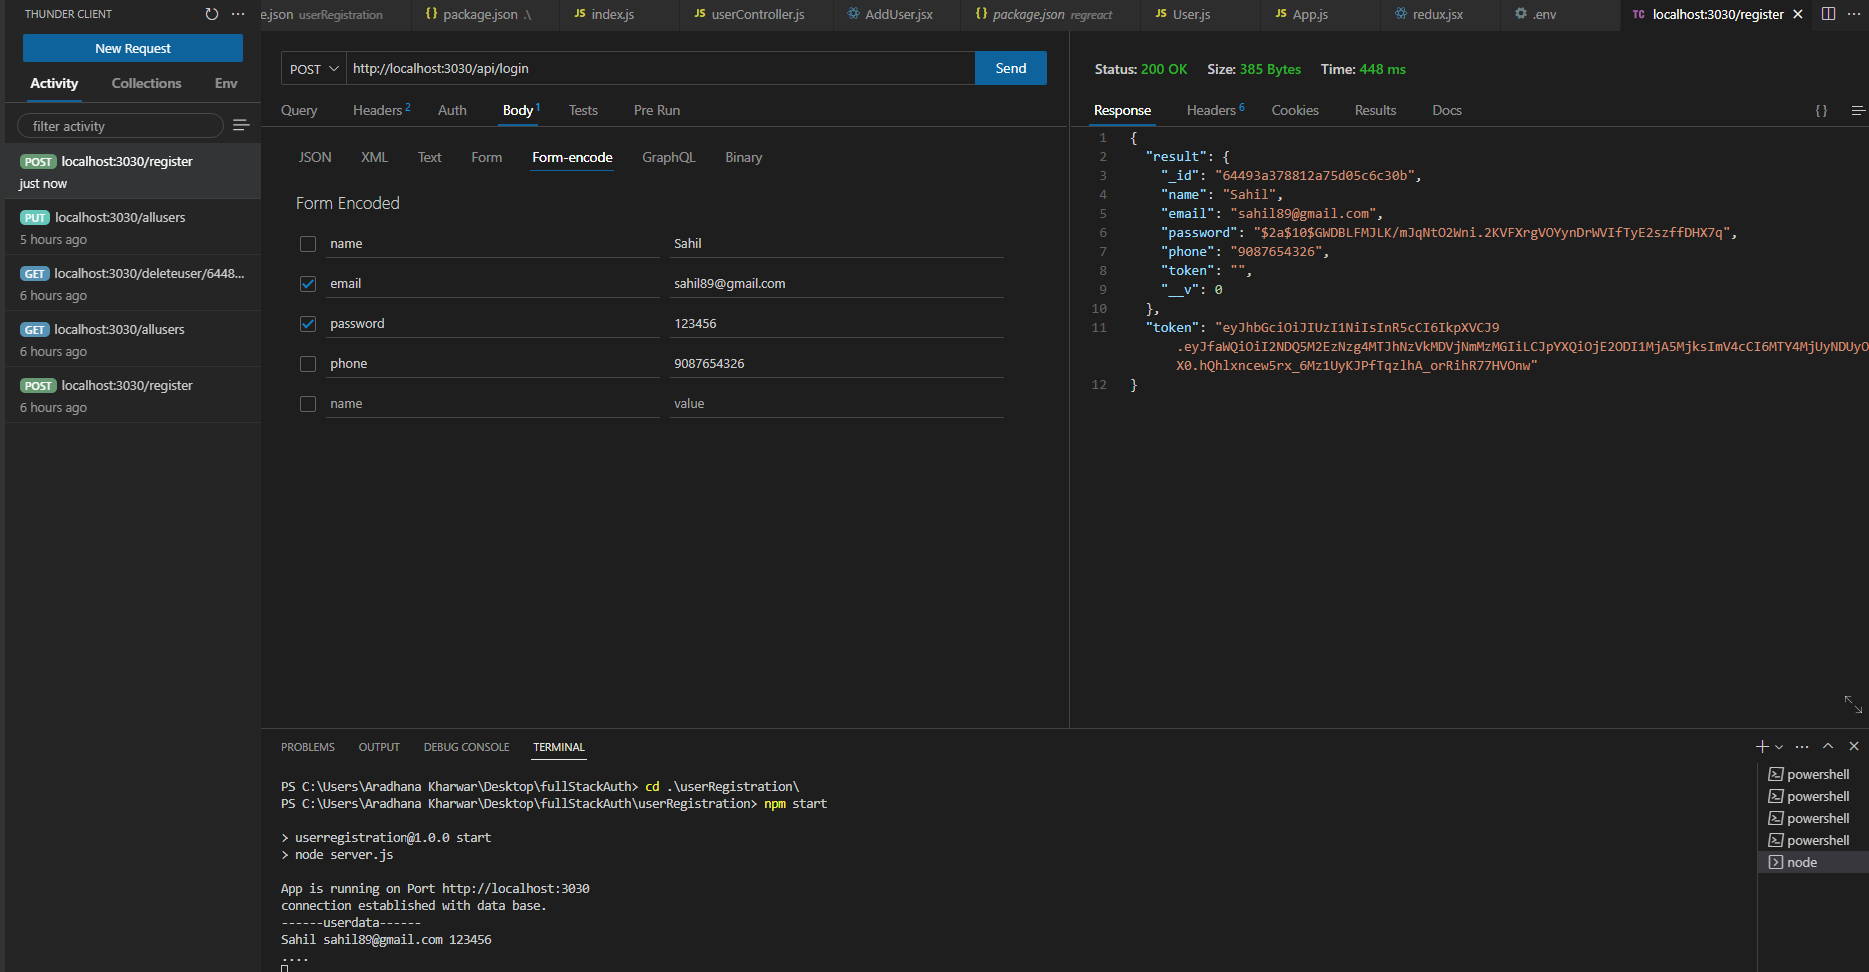 THUNDER CLIENT
New Request
Activity Collections Env
filter activity
POST localhost:3030/register
just now
PUT localhost:3030/allusers
5 hours ago
GET localhost:3030/deleteuser/6448...
6 hours ago
GET localhost:3030/allusers
6 hours ago
POST localhost:3030/register
6 hours ago
e.json userRegistration {} package.json .\ JS index.js JS userController.js AddUser.jsx {} package.json regreact JS User.js JS App.js redux.jsx .env TC localhost:3030/register
POST http://localhost:3030/api/login Send
Query Headers 2 Auth Body 1 Tests Pre Run
JSON XML Text Form Form-encode GraphQL Binary
Form Encoded
name Sahil
email sahil89@gmail.com
password 123456
phone 9087654326
name value
Status: 200 OK Size: 385 Bytes Time: 448 ms
Response Headers 6 Cookies Results Docs {}
1 {
2 "result": {
3 "_id": "64493a378812a75d05c6c30b",
4 "name": "Sahil",
5 "email": "sahil89@gmail.com",
6 "password": "$2a$10$GWDBLFMJLK/mJqNtO2Wni.2KVFXrgVOYynDrWVIfTyE2szffDHX7q",
7 "phone": "9087654326",
8 "token": "",
9 "__v": 0
10 },
11 "token": "eyJhbGciOiJIUzI1NiIsInR5cCI6IkpXVCJ9
.eyJfaWQiOiI2NDQ5M2EzNzg4MTJhNzVkMDVjNmMzMGIiLCJpYXQiOjE2ODI1MjA5MjksImV4cCI6MTY4MjUyNDUyO
X0.hQhlxncew5rx_6Mz1UyKJPfTqzlhA_orRihR77HVOnw"
12 }
PROBLEMS OUTPUT DEBUG CONSOLE TERMINAL
PS C:\Users\Aradhana Kharwar\Desktop\fullStackAuth> cd .\userRegistration\
PS C:\Users\Aradhana Kharwar\Desktop\fullStackAuth\userRegistration> npm start
> userregistration@1.0.0 start
> node server.js
App is running on Port http://localhost:3030
connection established with data base.
------userdata------
Sahil sahil89@gmail.com 123456
....
powershell
powershell
powershell
powershell
node